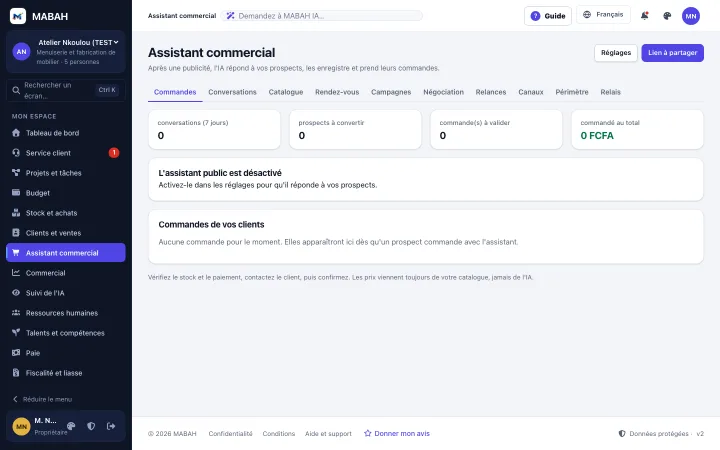 MABAH
AN
Atelier Nkoulou (TEST
Menuiserie et fabrication de
mobilier · 5 personnes
Rechercher un
écran...
Ctrl K
MON ESPACE
Tableau de bord
Service client
1
Projets et tâches
Budget
Stock et achats
Clients et ventes
Assistant commercial
Commercial
Suivi de l'IA
Ressources humaines
Talents et compétences
Paie
Fiscalité et liasse
Réduire le menu
MN
M. N...
Propriétaire
Assistant commercial
Demandez à MABAH IA...
? Guide
Français
MN
Assistant commercial
Après une publicité, l'IA répond à vos prospects, les enregistre et prend leurs commandes.
Réglages
Lien à partager
Commandes
Conversations
Catalogue
Rendez-vous
Campagnes
Négociation
Relances
Canaux
Périmètre
Relais
conversations (7 jours)
0
prospects à convertir
0
commande(s) à valider
0
commandé au total
0 FCFA
L'assistant public est désactivé
Activez-le dans les réglages pour qu'il réponde à vos prospects.
Commandes de vos clients
Aucune commande pour le moment. Elles apparaîtront ici dès qu'un prospect commande avec l'assistant.
Vérifiez le stock et le paiement, contactez le client, puis confirmez. Les prix viennent toujours de votre catalogue, jamais de l'IA.
© 2026 MABAH
Confidentialité
Conditions
Aide et support
Donner mon avis
Données protégées ·
v2